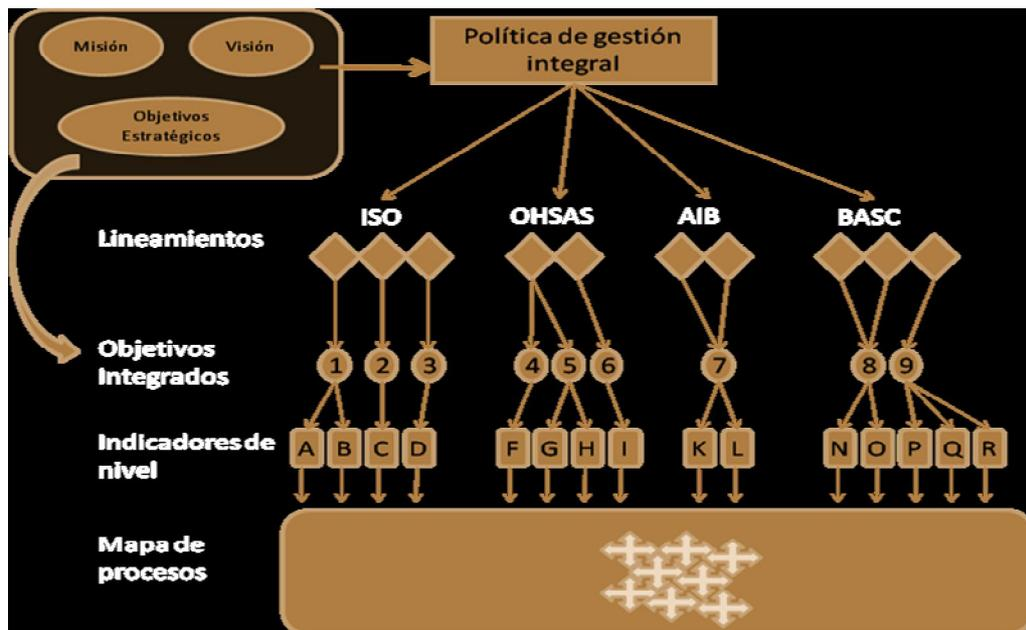 Misión
Visión
Objetivos
Estratégicos
Política de gestión
integral
ISO
OHSAS
AIB
BASC
Lineamientos
Objetivos
Integrados
1
2
3
4
5
6
7
8
9
Indicadores de
nivel
A
B
C
D
F
G
H
I
K
L
N
O
P
Q
R
Mapa de
procesos